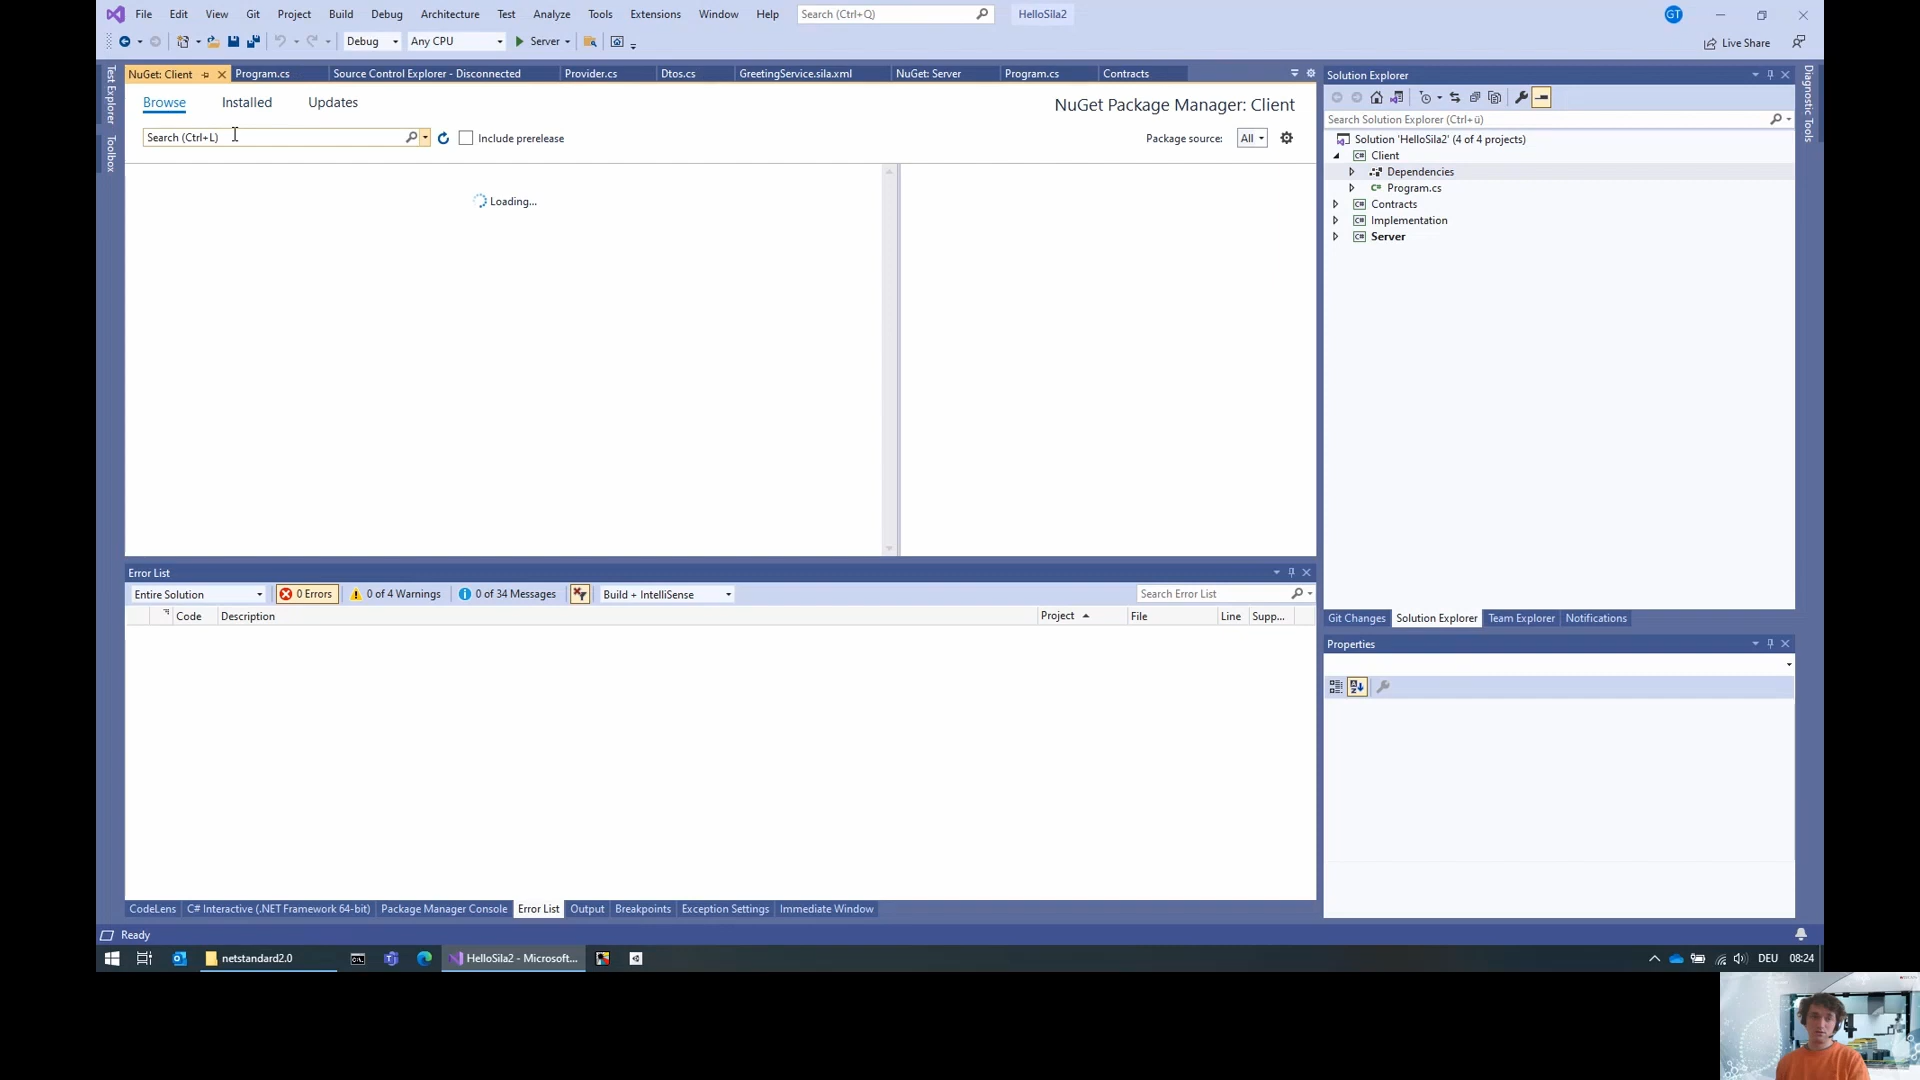 File Edit View Git Project Build Debug Architecture Test Analyze Tools Extensions Window Help Search (Ctrl+Q) HelloSila2 GT
Debug Any CPU Server Live Share
NuGet: Client Program.cs Source Control Explorer - Disconnected Provider.cs Dtos.cs GreetingService.sila.xml NuGet: Server Program.cs Contracts
Test Explorer
Toolbox
Browse Installed Updates
NuGet Package Manager: Client
Search (Ctrl+L) Include prerelease Package source: All
Loading...
Solution Explorer
Search Solution Explorer (Ctrl+ü)
Solution 'HelloSila2' (4 of 4 projects)
Client
Dependencies
C# Program.cs
C# Contracts
C# Implementation
C# Server
Diagnostic Tools
Git Changes Solution Explorer Team Explorer Notifications
Properties
Error List
Entire Solution 0 Errors 0 of 4 Warnings 0 of 34 Messages Build + IntelliSense Search Error List
Code Description Project File Line Supp...
CodeLens C# Interactive (.NET Framework 64-bit) Package Manager Console Error List Output Breakpoints Exception Settings Immediate Window
Ready
netstandard2.0 HelloSila2 - Microsoft... DEU 08:24